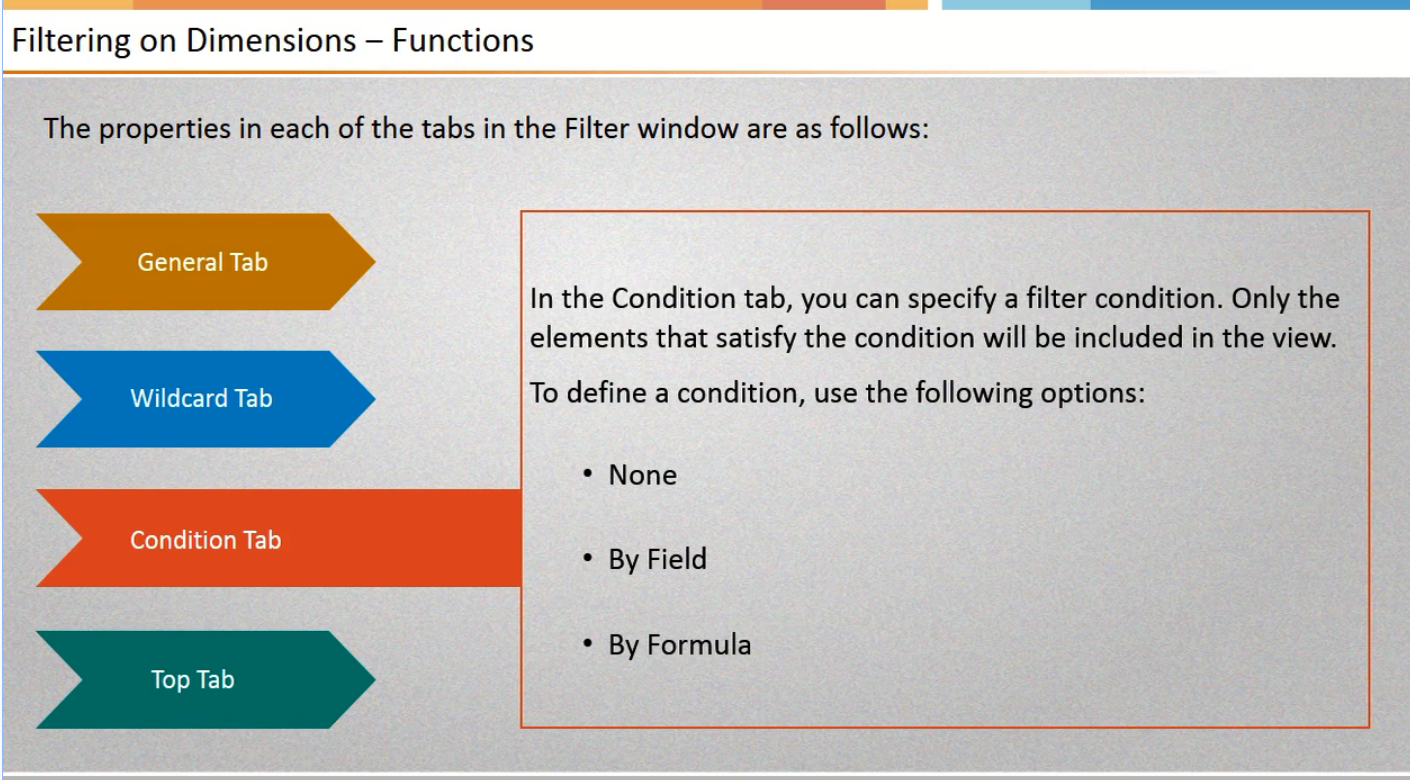 Filtering on Dimensions – Functions
The properties in each of the tabs in the Filter window are as follows:
General Tab
Wildcard Tab
Condition Tab
Top Tab
In the Condition tab, you can specify a filter condition. Only the
elements that satisfy the condition will be included in the view.
To define a condition, use the following options:
• None
• By Field
• By Formula